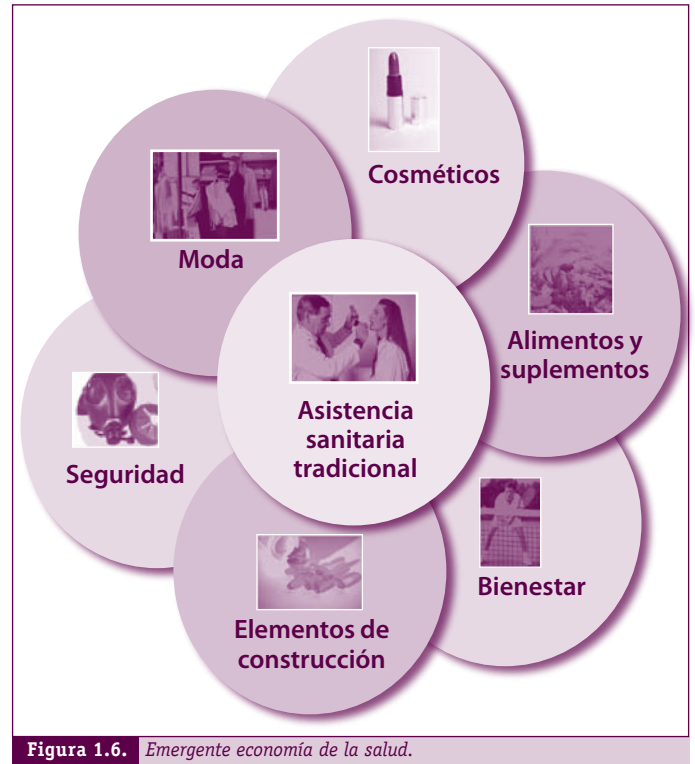 Cosméticos
Moda
Alimentos y
suplementos
Asistencia
sanitaria
tradicional
Seguridad
Bienestar
Elementos de
construcción
Figura 1.6. Emergente economía de la salud.